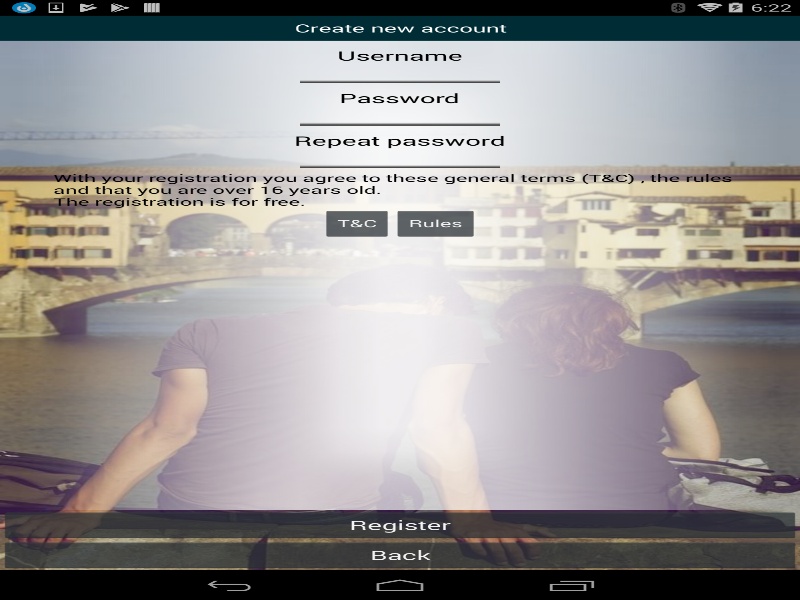 6:22
Create new account
Username
Password
Repeat password
With your registration you agree to these general terms (T&C) , the rules
and that you are over 16 years old.
The registration is for free.
T&C Rules
Register
Back